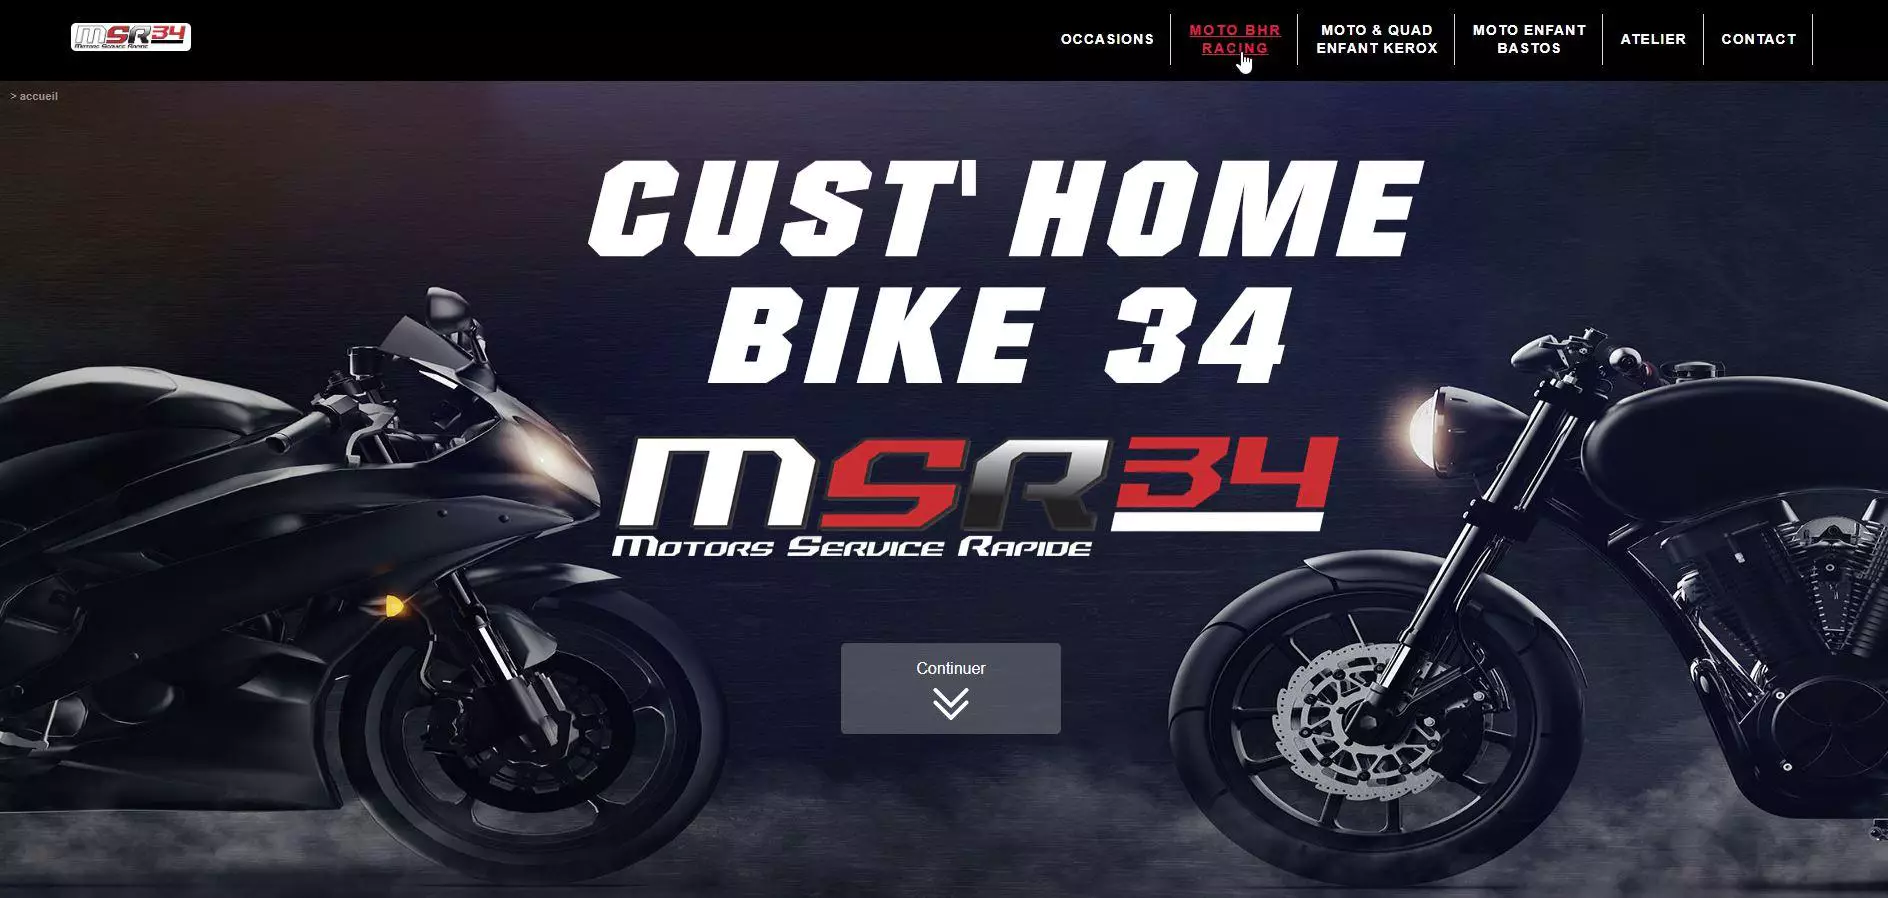 MSR34
MOTORS SERVICE RAPIDE
OCCASIONS
MOTO BHR
RACING
MOTO & QUAD
ENFANT KEROX
MOTO ENFANT
BASTOS
ATELIER
CONTACT
> accueil
CUST'HOME
BIKE 34
MSR34
MOTORS SERVICE RAPIDE
Continuer